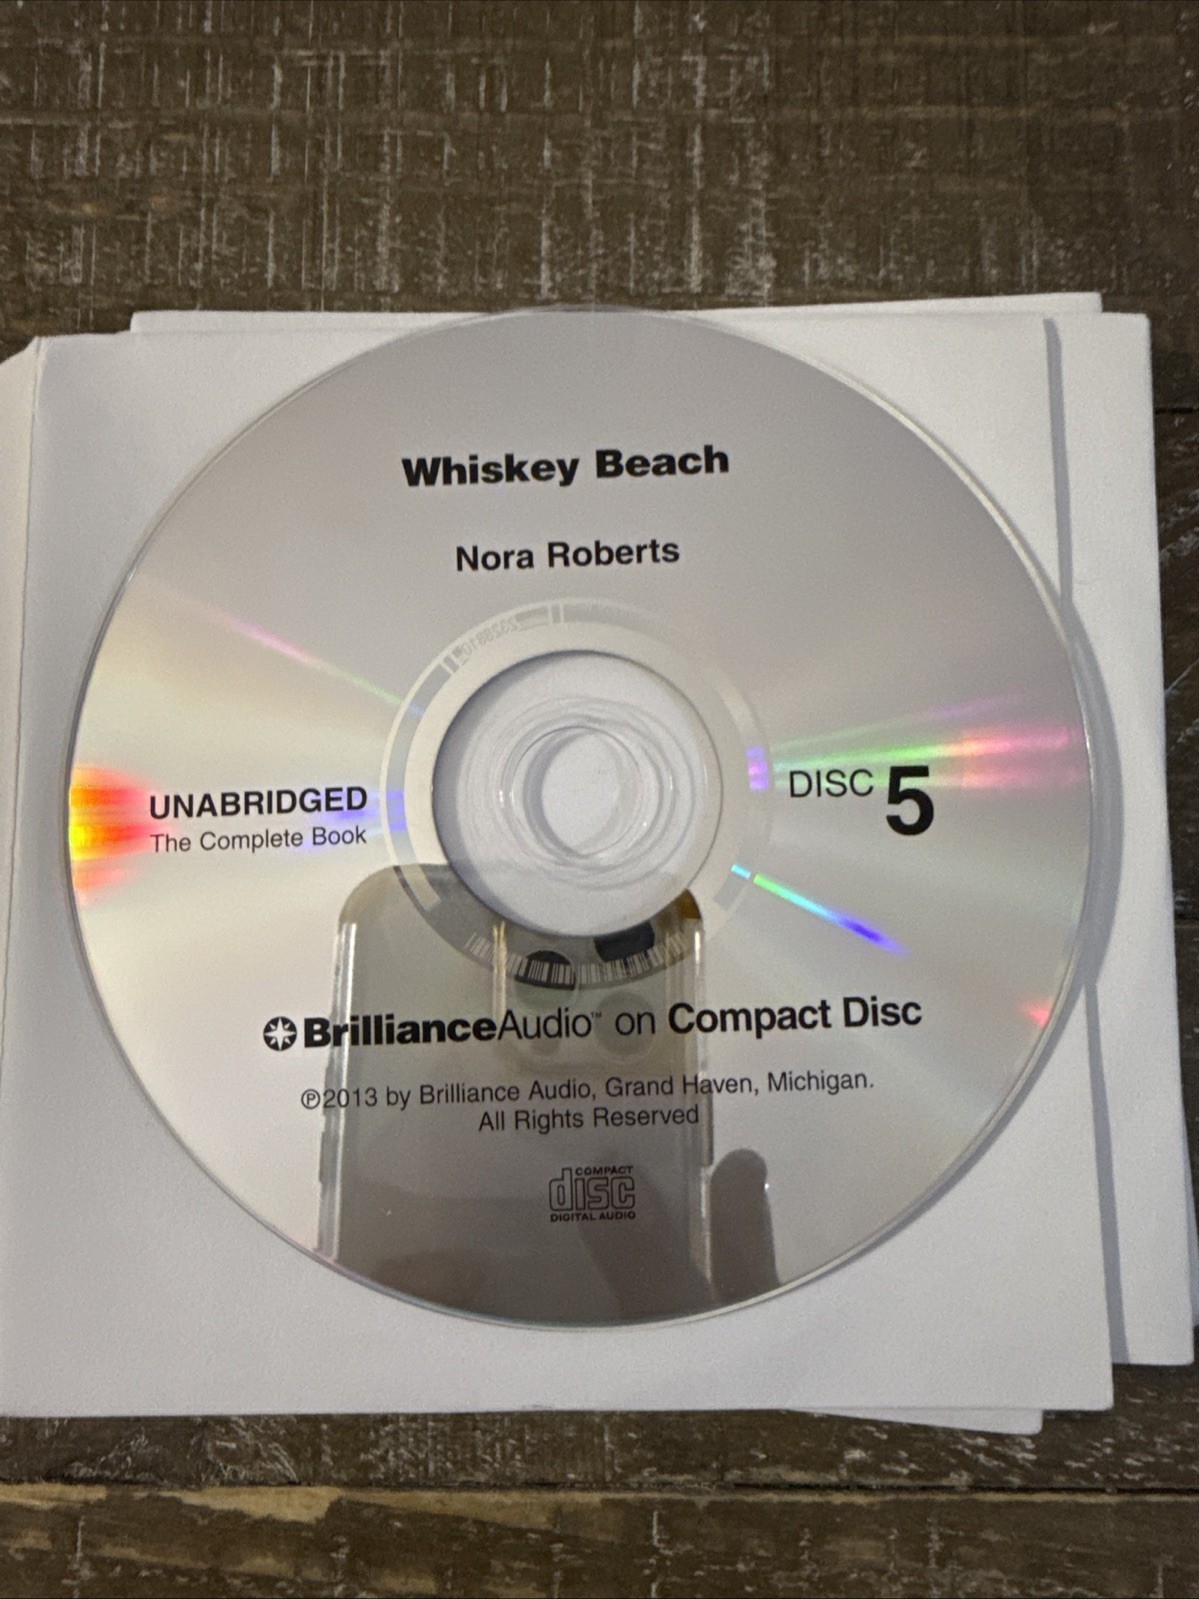 Whiskey Beach
Nora Roberts
UNABRIDGED
The Complete Book
DISC 5
BrillianceAudio™ on Compact Disc
℗2013 by Brilliance Audio, Grand Haven, Michigan.
All Rights Reserved
COMPACT
disc
DIGITAL AUDIO